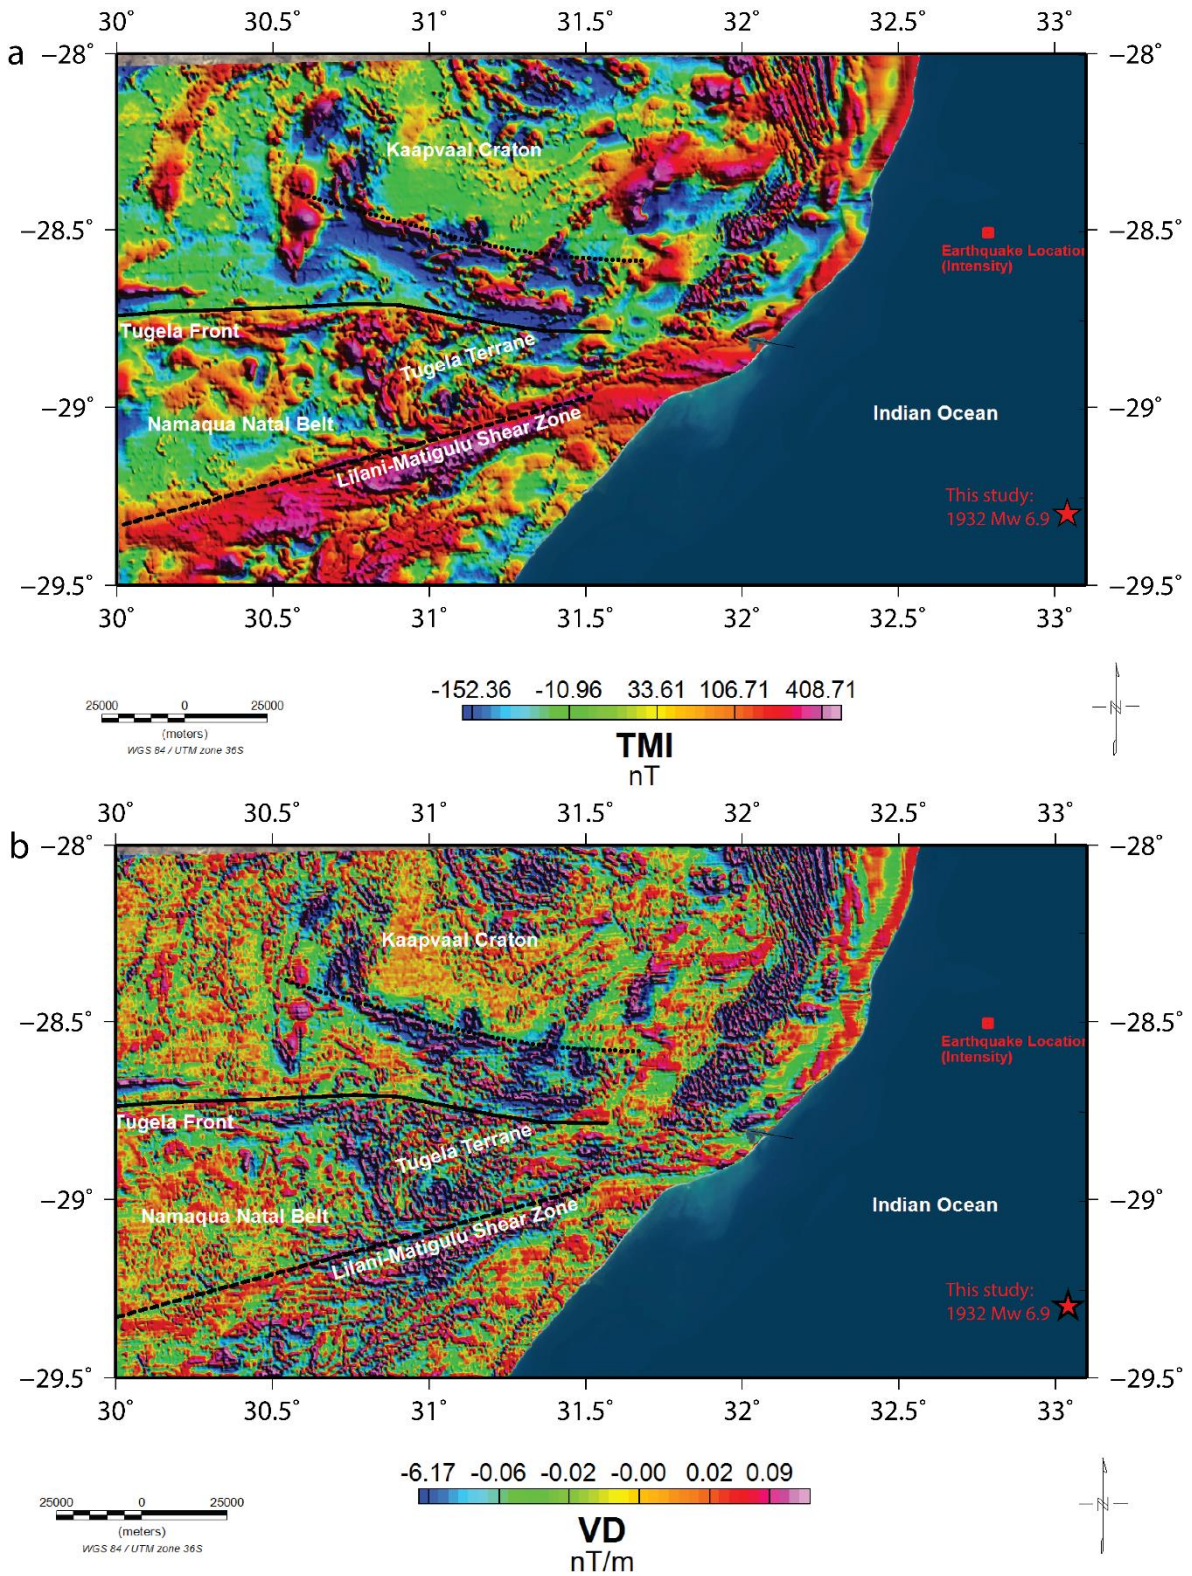 a
30˚ 30.5˚ 31˚ 31.5˚ 32˚ 32.5˚ 33˚
−28˚ −28˚
Kaapvaal Craton
−28.5˚ −28.5˚
Earthquake Location
(Intensity)
Tugela Front
Tugela Terrane
−29˚ −29˚
Indian Ocean
Namaqua Natal Belt
Lilani-Matigulu Shear Zone
This study:
1932 Mw 6.9
−29.5˚ −29.5˚
30˚ 30.5˚ 31˚ 31.5˚ 32˚ 32.5˚ 33˚
-152.36 -10.96 33.61 106.71 408.71
TMI
nT
25000 0 25000
(meters)
WGS 84 / UTM zone 36S
N
b
30˚ 30.5˚ 31˚ 31.5˚ 32˚ 32.5˚ 33˚
−28˚ −28˚
Kaapvaal Craton
−28.5˚ −28.5˚
Earthquake Location
(Intensity)
Tugela Front
Tugela Terrane
−29˚ −29˚
Indian Ocean
Namaqua Natal Belt
Lilani-Matigulu Shear Zone
This study:
1932 Mw 6.9
−29.5˚ −29.5˚
30˚ 30.5˚ 31˚ 31.5˚ 32˚ 32.5˚ 33˚
-6.17 -0.06 -0.02 -0.00 0.02 0.09
VD
nT/m
25000 0 25000
(meters)
WGS 84 / UTM zone 36S
N